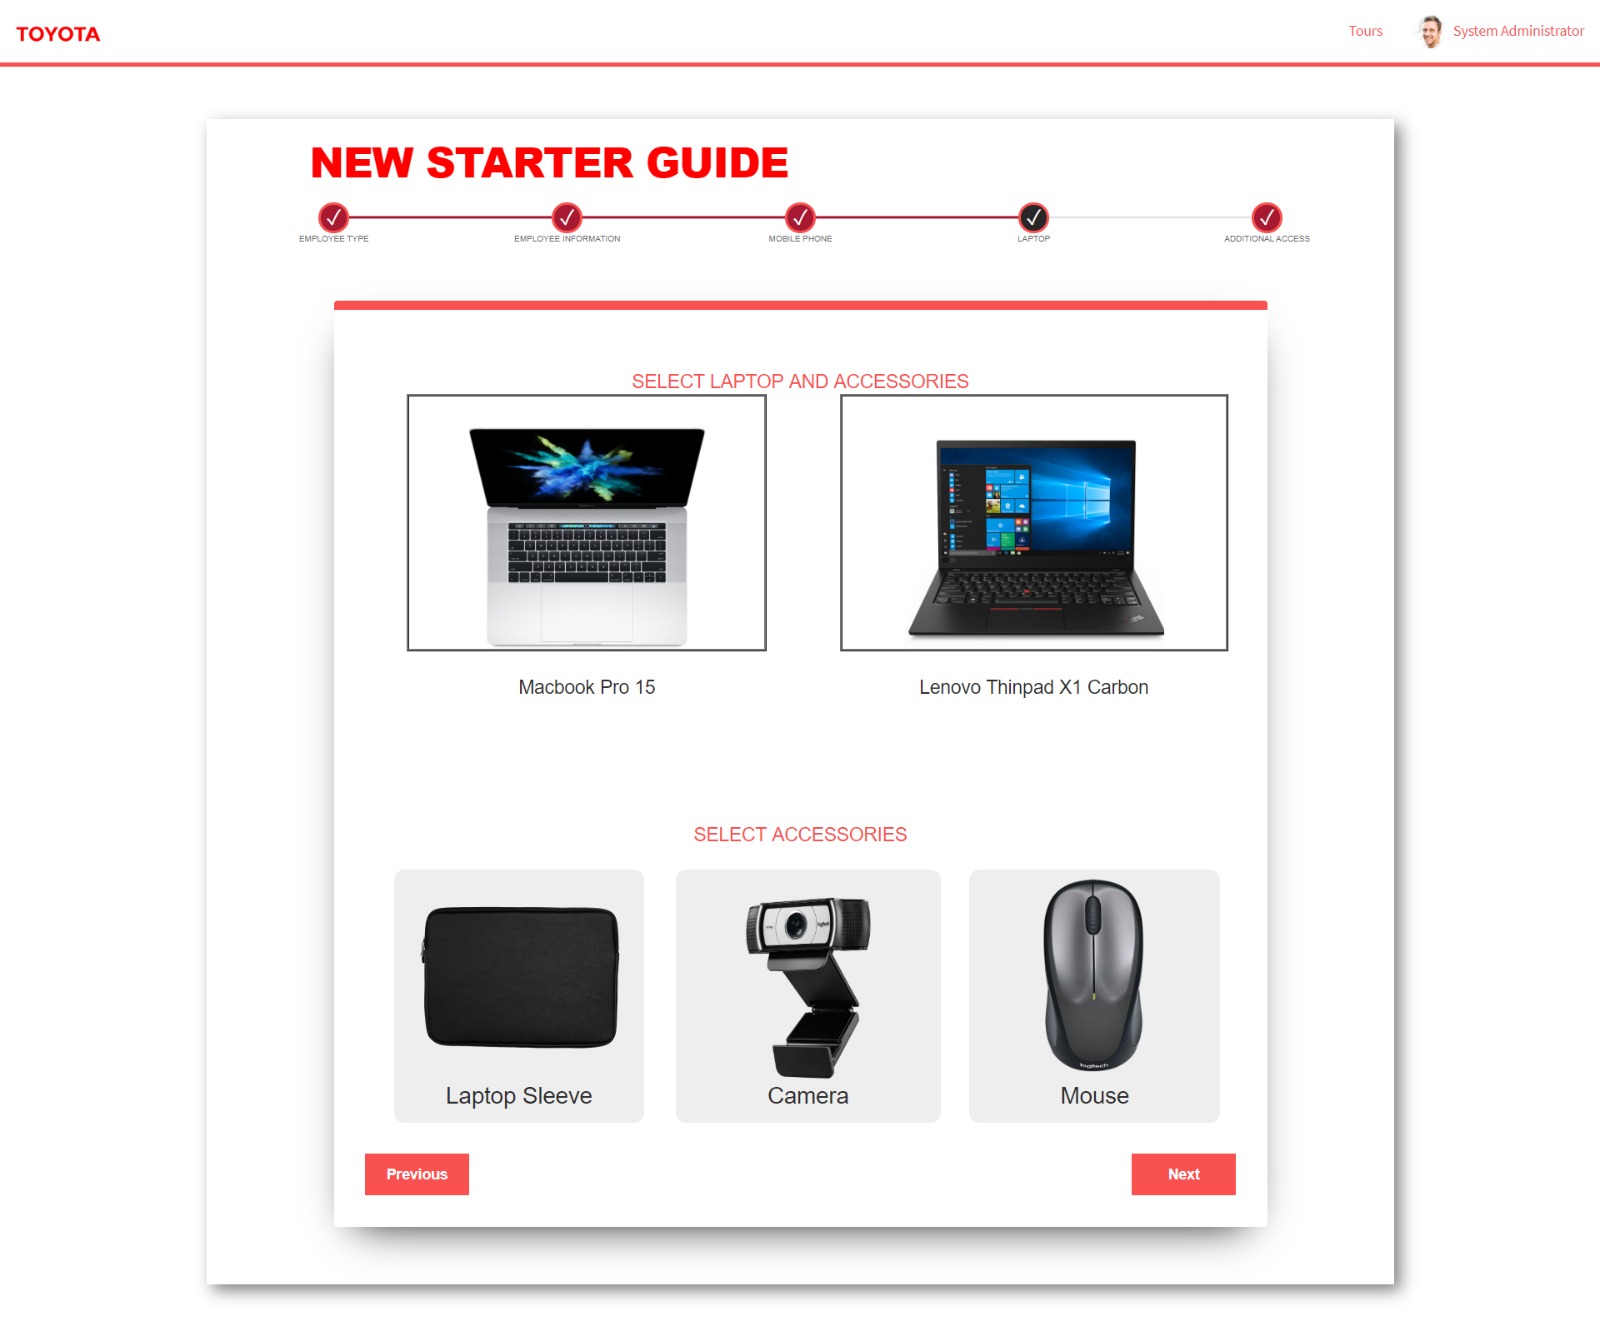 TOYOTA
Tours
System Administrator
NEW STARTER GUIDE
EMPLOYEE TYPE
EMPLOYEE INFORMATION
MOBILE PHONE
LAPTOP
ADDITIONAL ACCESS
SELECT LAPTOP AND ACCESSORIES
Macbook Pro 15
Lenovo Thinpad X1 Carbon
SELECT ACCESSORIES
logitech
Laptop Sleeve
Camera
Mouse
Previous
Next